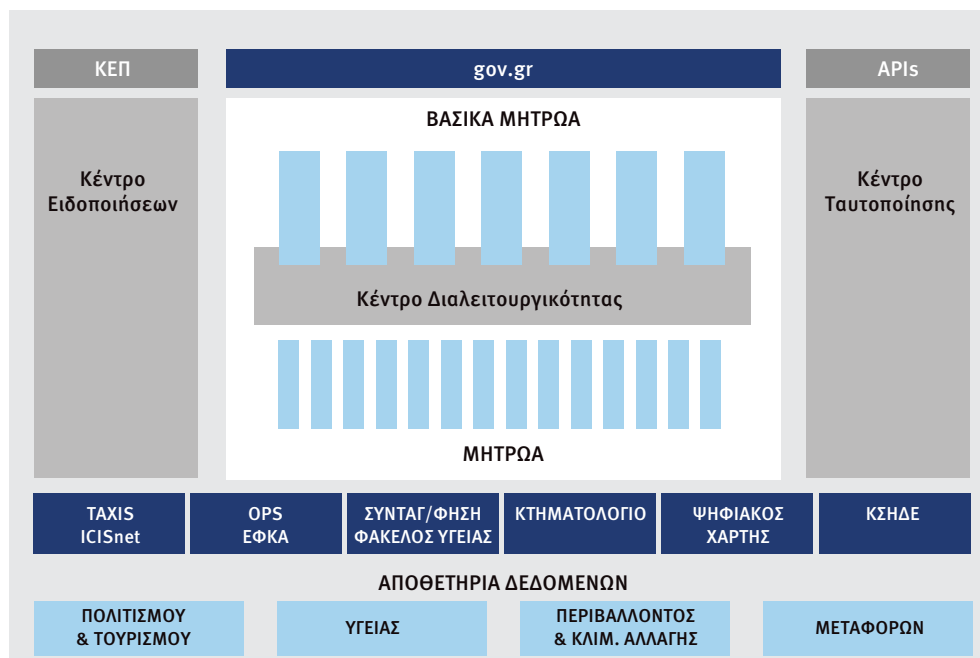 ΚΕΠ
gov.gr
APIs
ΒΑΣΙΚΑ ΜΗΤΡΩΑ
Κέντρο
Ειδοποιήσεων
Κέντρο
Ταυτοποίησης
Κέντρο Διαλειτουργικότητας
ΜΗΤΡΩΑ
TAXIS
ICISnet
OPS
ΕΦΚΑ
ΣΥΝΤΑΓ/ΦΗΣΗ
ΦΑΚΕΛΟΣ ΥΓΕΙΑΣ
ΚΤΗΜΑΤΟΛΟΓΙΟ
ΨΗΦΙΑΚΟΣ
ΧΑΡΤΗΣ
ΚΣΗΔΕ
ΑΠΟΘΕΤΗΡΙΑ ΔΕΔΟΜΕΝΩΝ
ΠΟΛΙΤΙΣΜΟΥ
& ΤΟΥΡΙΣΜΟΥ
ΥΓΕΙΑΣ
ΠΕΡΙΒΑΛΛΟΝΤΟΣ
& ΚΛΙΜ. ΑΛΛΑΓΗΣ
ΜΕΤΑΦΟΡΩΝ